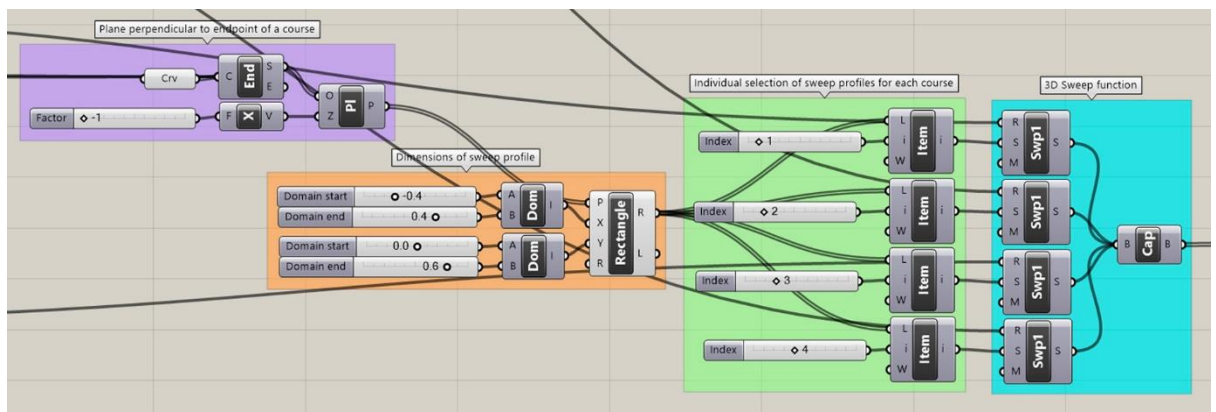 Plane perpendicular to endpoint of a course
Crv
C
End
S
E
Factor
-1
F
X
V
O
Z
Pl
P
Dimensions of sweep profile
Domain start
-0.4
Domain end
0.4
A
B
Dom
I
Domain start
0.0
Domain end
0.6
A
B
Dom
I
P
X
Y
R
Rectangle
R
L
Individual selection of sweep profiles for each course
Index
1
L
i
W
Item
i
Index
2
L
i
W
Item
i
Index
3
L
i
W
Item
i
Index
4
L
i
W
Item
i
3D Sweep function
R
S
M
Swp1
S
R
S
M
Swp1
S
R
S
M
Swp1
S
R
S
M
Swp1
S
B
Cap
B